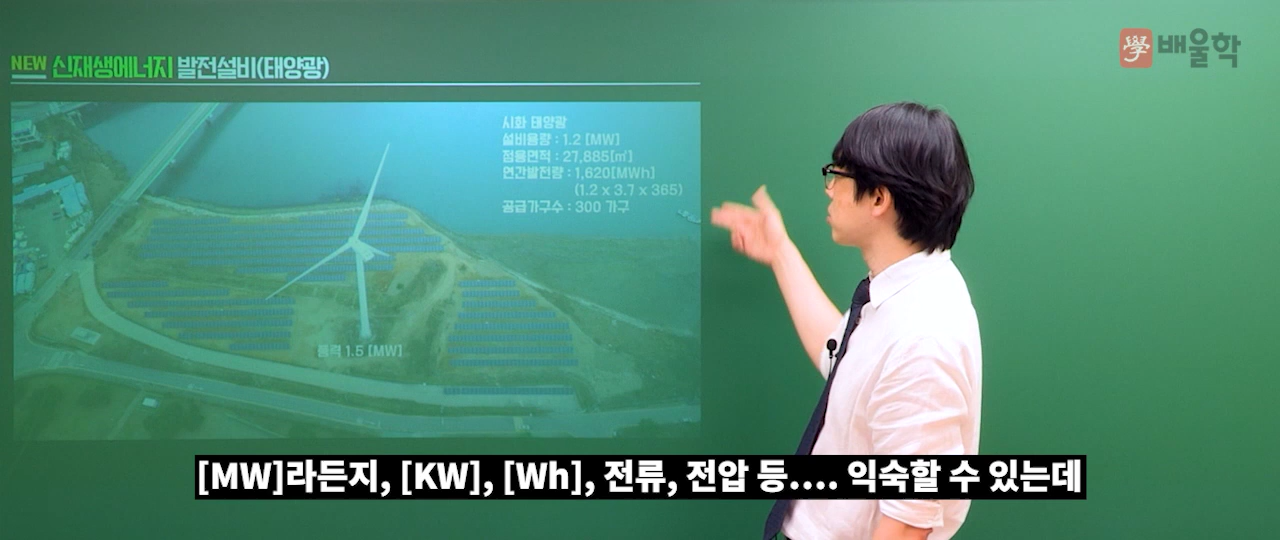 學 배울학
NEW 신재생에너지 발전설비(태양광)
시화 태양광
설비용량 : 1.2 [MW]
점용면적 : 27,885[㎡]
연간발전량 : 1,620[MWh]
(1.2 x 3.7 x 365)
공급가구수 : 300 가구
풍력 1.5 [MW]
[MW]라든지, [KW], [Wh], 전류, 전압 등.... 익숙할 수 있는데